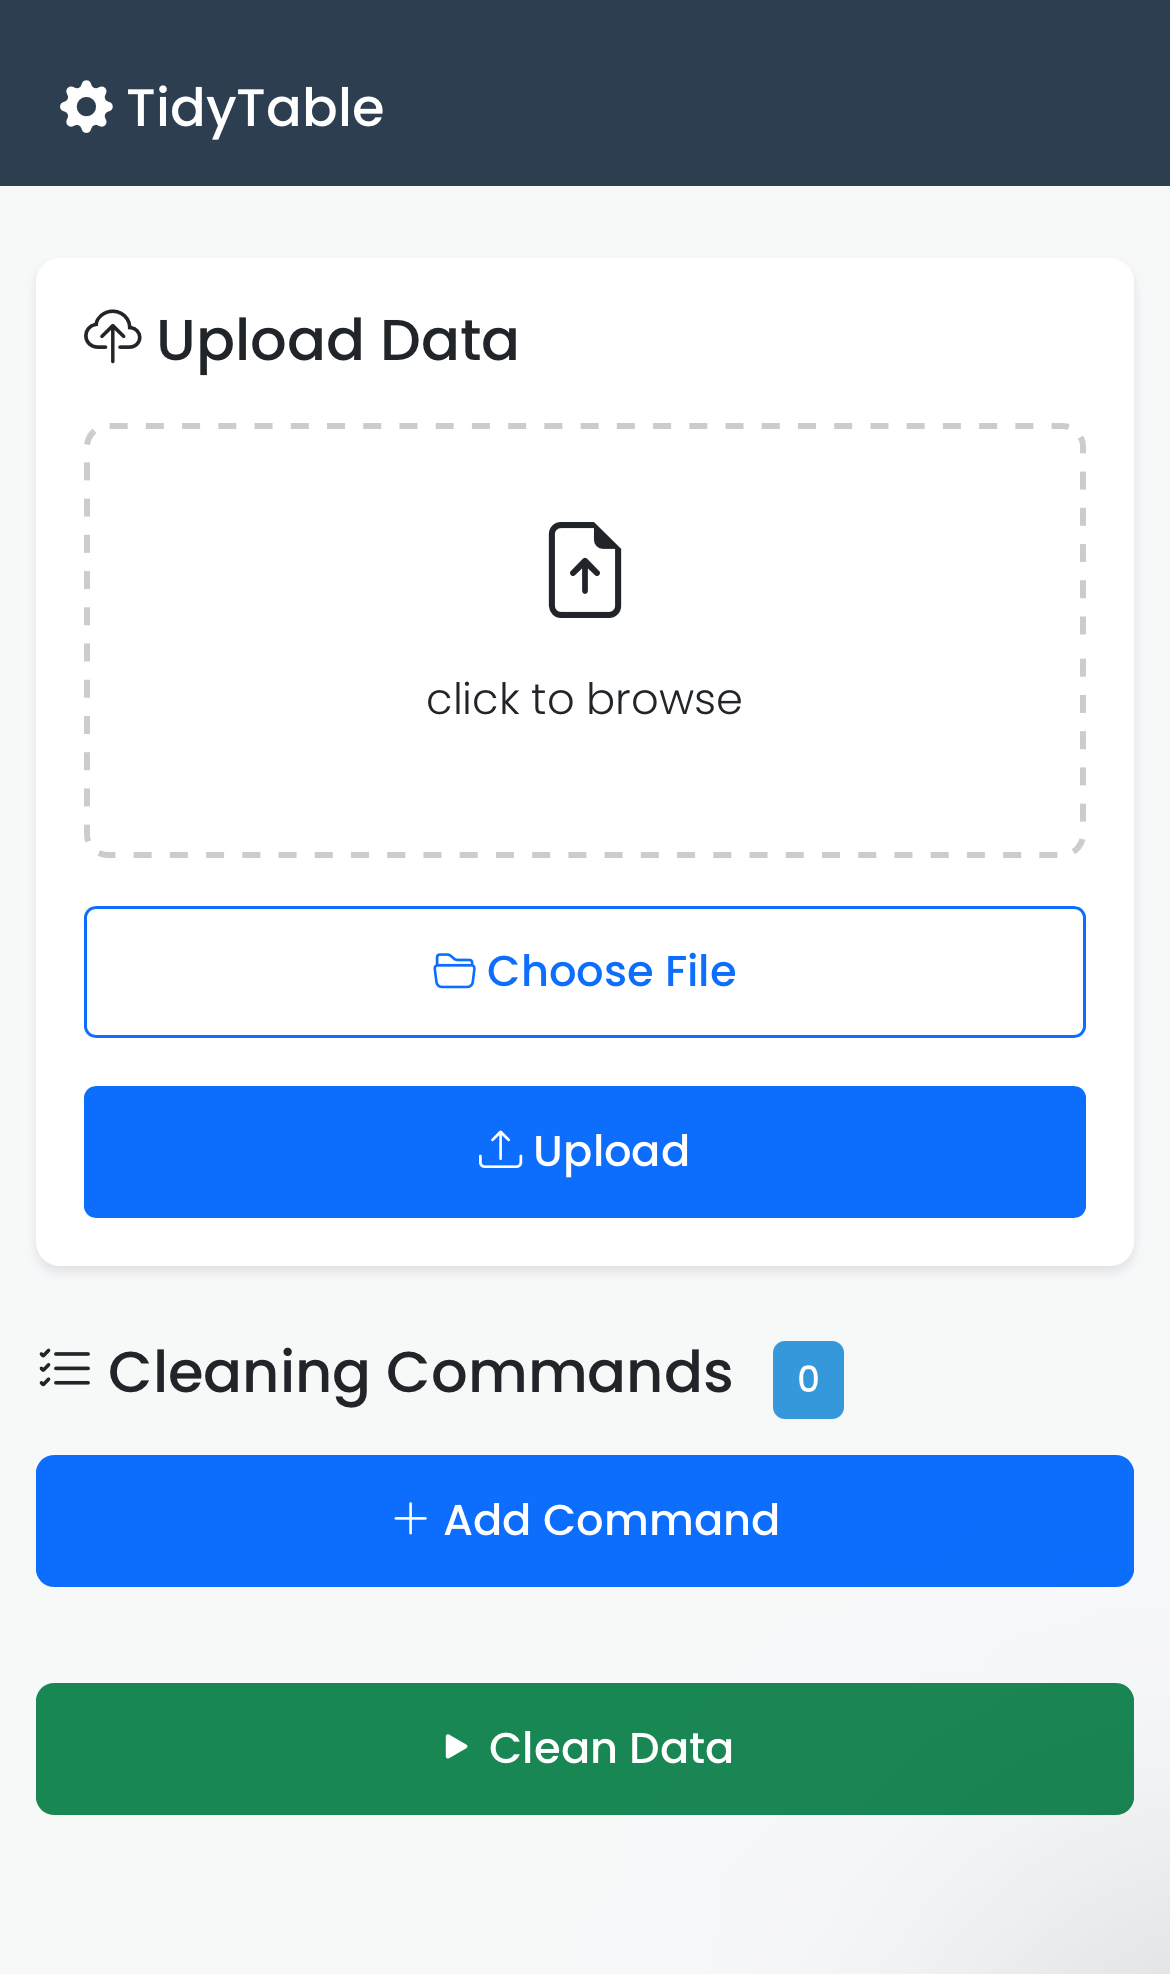 TidyTable
Upload Data
click to browse
Choose File
Upload
Cleaning Commands 0
Add Command
Clean Data